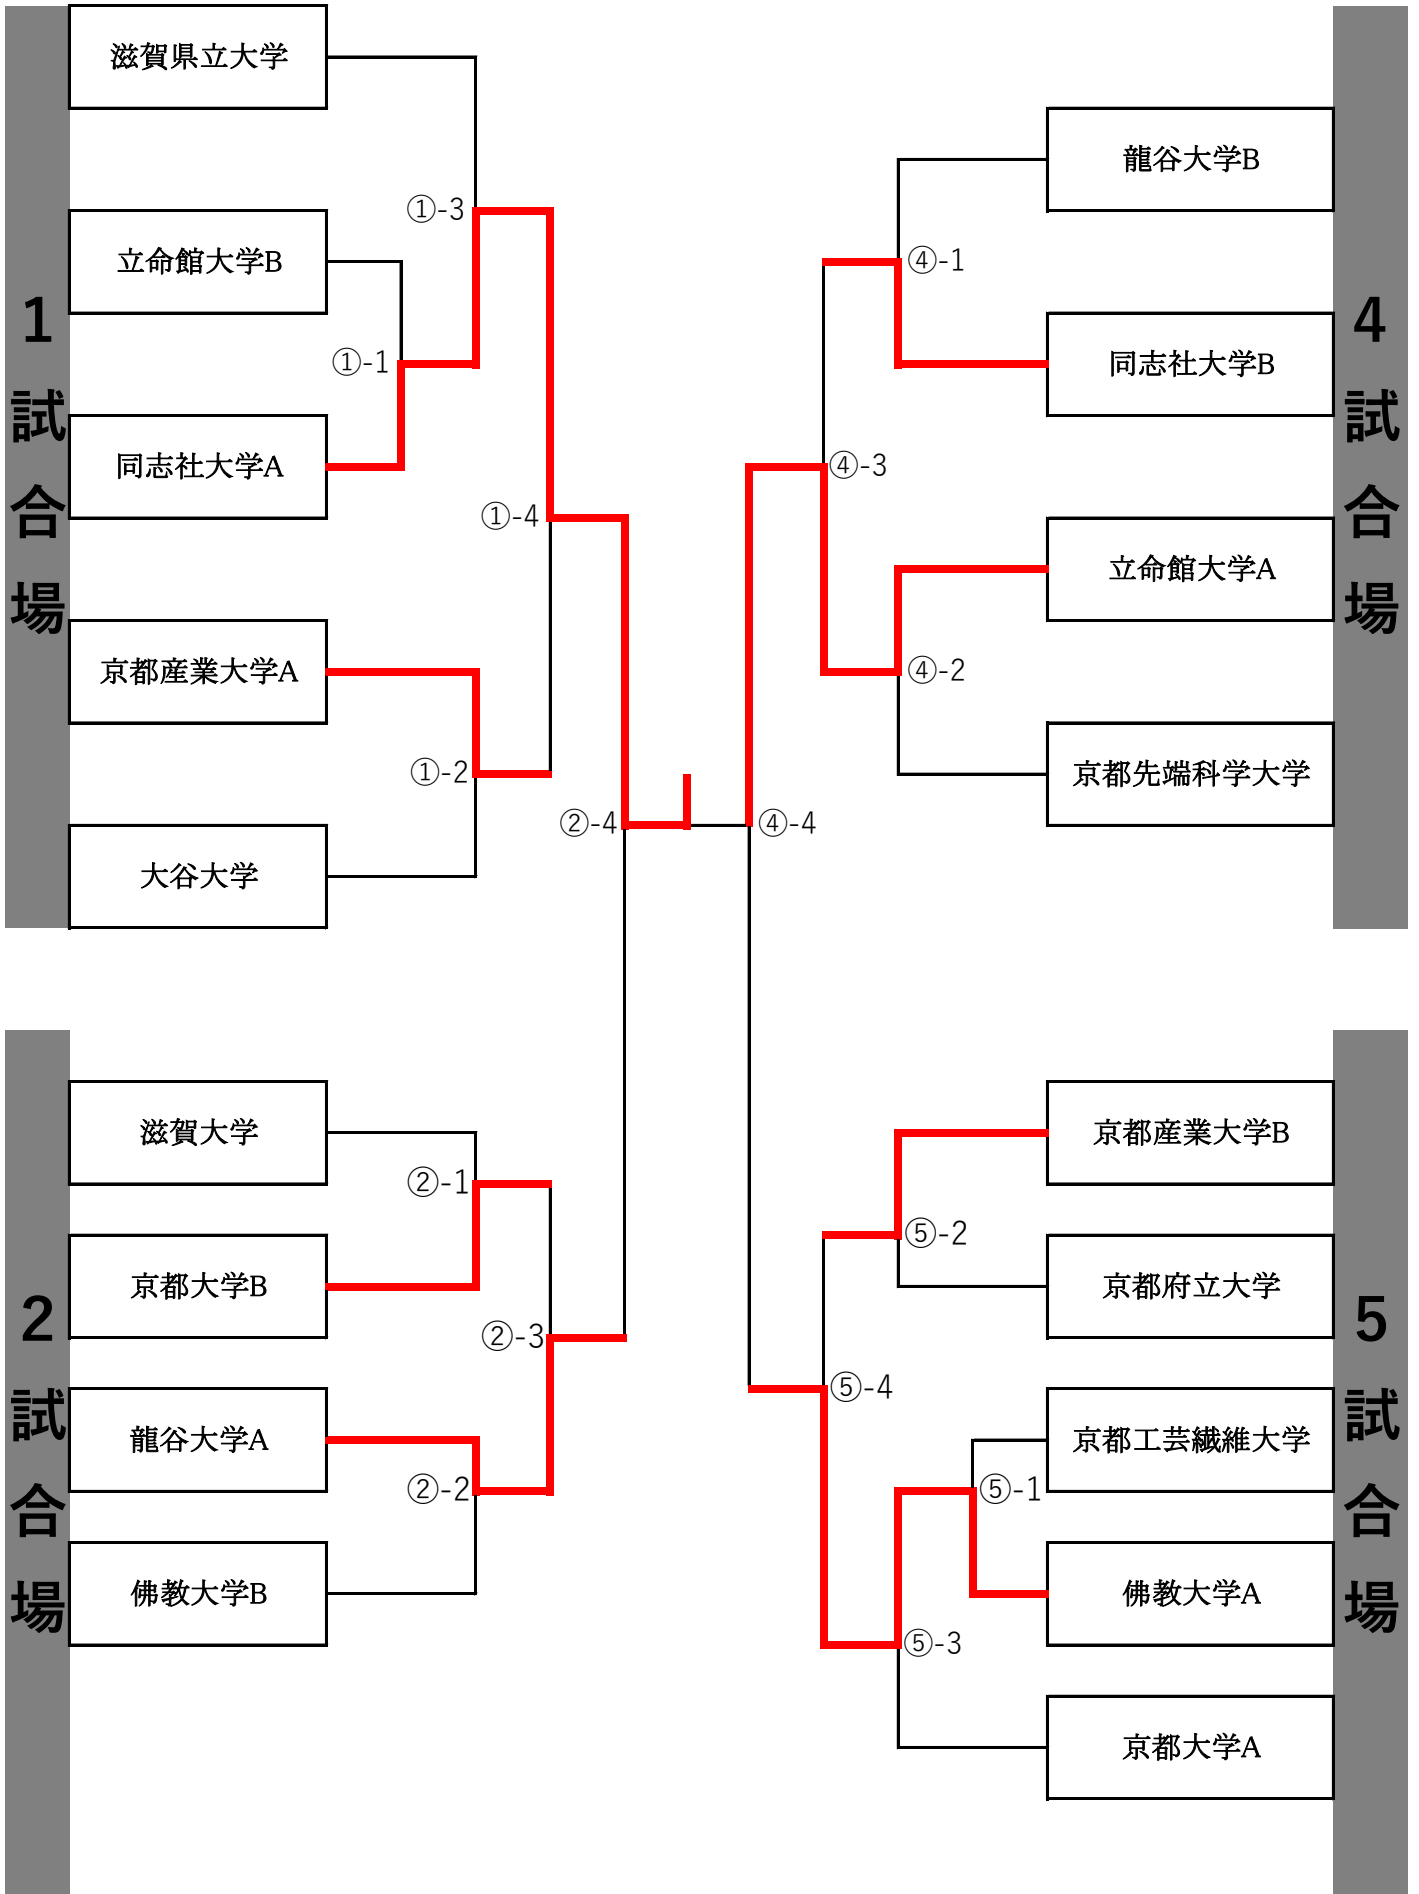 1試合場
滋賀県立大学
立命館大学B
同志社大学A
京都産業大学A
大谷大学
①-3
①-1
①-4
①-2
②-4
2試合場
滋賀大学
京都大学B
龍谷大学A
佛教大学B
②-1
②-3
②-2
4試合場
龍谷大学B
同志社大学B
立命館大学A
京都先端科学大学
④-1
④-3
④-2
④-4
5試合場
京都産業大学B
京都府立大学
京都工芸繊維大学
佛教大学A
京都大学A
⑤-2
⑤-4
⑤-1
⑤-3